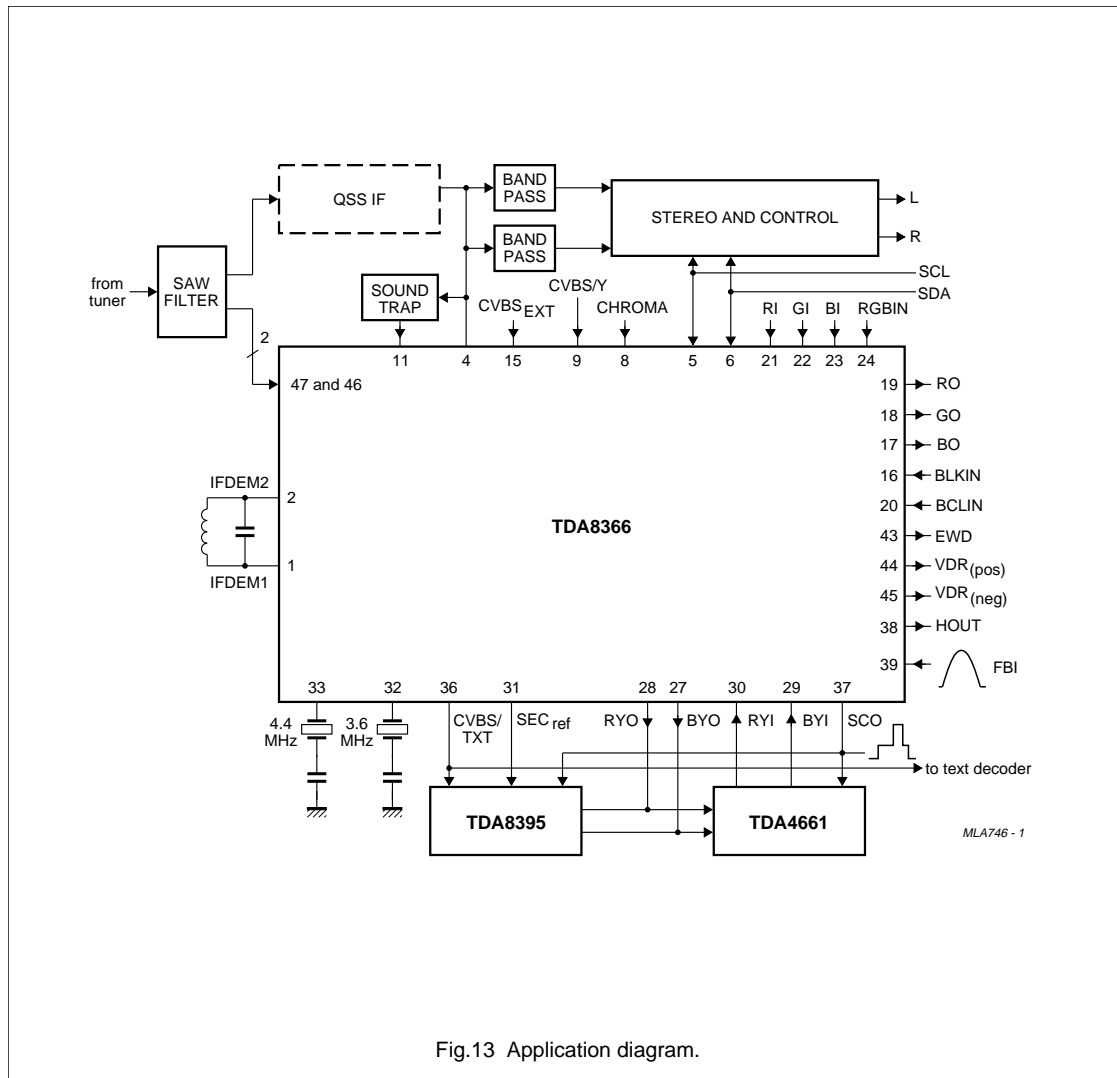 QSS IF
BAND
PASS
BAND
PASS
STEREO AND CONTROL
L
R
SCL
SDA
from
tuner
SAW
FILTER
2
SOUND
TRAP
CVBS EXT
CVBS/Y
CHROMA
RI
GI
BI
RGBIN
11
4
15
9
8
5
6
21
22
23
24
47 and 46
19
RO
18
GO
17
BO
16
BLKIN
20
BCLIN
43
EWD
44
VDR(pos)
45
VDR(neg)
38
HOUT
39
FBI
IFDEM2
2
1
IFDEM1
TDA8366
33
32
36
31
28
27
30
29
37
4.4
MHz
3.6
MHz
CVBS/
TXT
SECref
RYO
BYO
RYI
BYI
SCO
to text decoder
TDA8395
TDA4661
MLA746 - 1
Fig.13 Application diagram.